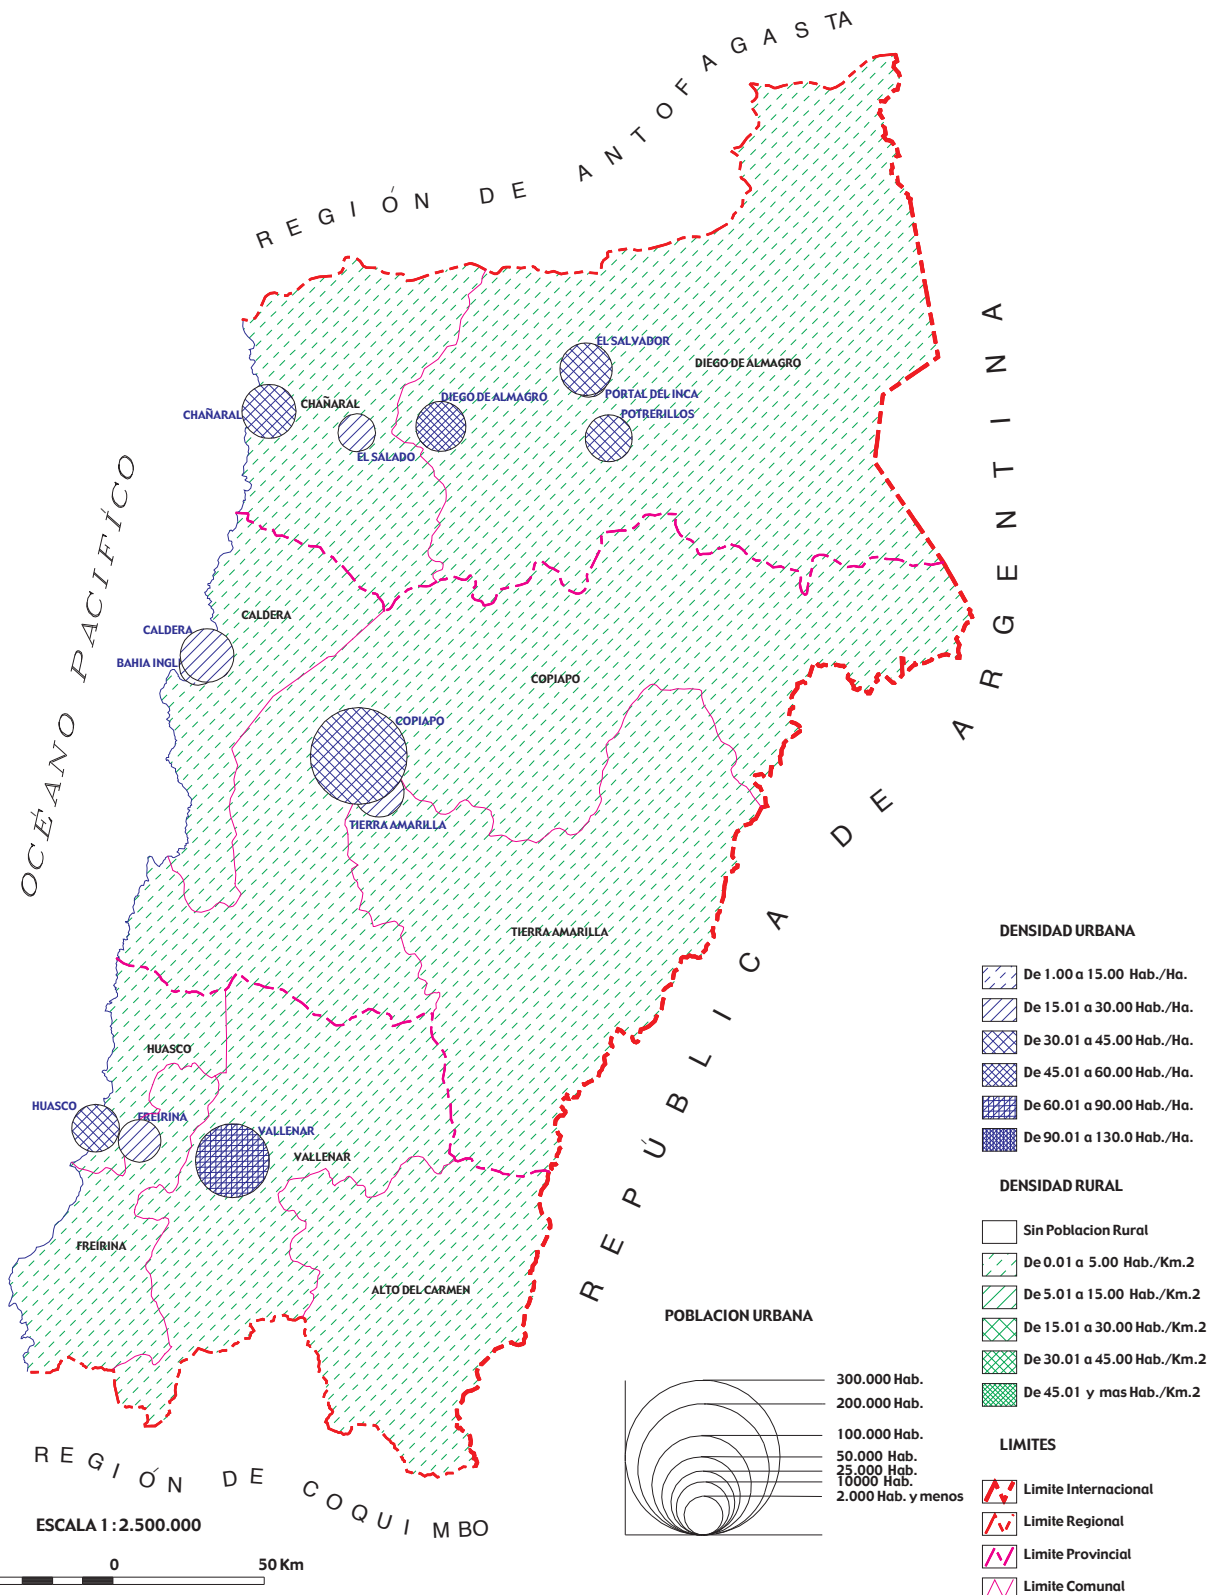 REGIÓN DE ANTOFAGASTA
REPÚBLICA DE ARGENTINA
OCÉANO PACIFÍCO
EL SALVADOR
DIEGO DE ALMAGRO
PORTAL DEL INCA
DIEGO DE ALMAGRO
CHAÑARAL
CHAÑARAL
POTRERILLOS
EL SALADO
CALDERA
CALDERA
BAHIA INGL
COPIAPO
COPIAPO
TIERRA AMARILLA
TIERRA AMARILLA
HUASCO
HUASCO
FREIRINA
VALLENAR
VALLENAR
FREIRINA
ALTO DEL CARMEN
REGIÓN DE COQUIMBO
ESCALA 1:2.500.000
0 50 Km
POBLACION URBANA
300.000 Hab.
200.000 Hab.
100.000 Hab.
50.000 Hab.
25.000 Hab.
10000 Hab.
2.000 Hab. y menos
DENSIDAD URBANA
De 1.00 a 15.00 Hab./Ha.
De 15.01 a 30.00 Hab./Ha.
De 30.01 a 45.00 Hab./Ha.
De 45.01 a 60.00 Hab./Ha.
De 60.01 a 90.00 Hab./Ha.
De 90.01 a 130.0 Hab./Ha.
DENSIDAD RURAL
Sin Poblacion Rural
De 0.01 a 5.00 Hab./Km.2
De 5.01 a 15.00 Hab./Km.2
De 15.01 a 30.00 Hab./Km.2
De 30.01 a 45.00 Hab./Km.2
De 45.01 y mas Hab./Km.2
LIMITES
Limite Internacional
Limite Regional
Limite Provincial
Limite Comunal